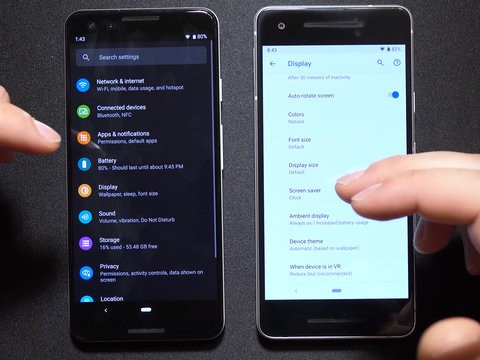 1:43
80%
Search settings
Network & internet
Wi-Fi, mobile, data usage, and hotspot
Connected devices
Bluetooth, NFC
Apps & notifications
Permissions, default apps
Battery
80% - Should last until about 9:45 PM
Display
Wallpaper, sleep, font size
Sound
Volume, vibration, Do Not Disturb
Storage
16% used - 53.48 GB free
Privacy
Permissions, activity controls, data shown on
screen
Location
8:43
62%
Display
After 30 minutes of inactivity
Auto-rotate screen
Colors
Natural
Font size
Default
Display size
Default
Screen saver
Clock
Ambient display
Always on / Increased battery usage
Device theme
Automatic (based on wallpaper)
When device is in VR
Reduce blur (recommended)